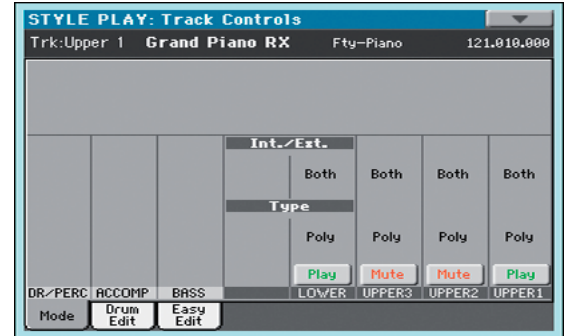 STYLE PLAY: Track Controls
Trk:Upper 1 Grand Piano RX Fty-Piano 121.010.000
Int./Ext.
Both Both Both Both
Type
Poly Poly Poly Poly
Play Mute Mute Play
DR/PERC ACCOMP BASS LOWER UPPER3 UPPER2 UPPER1
Mode Drum Edit Easy Edit